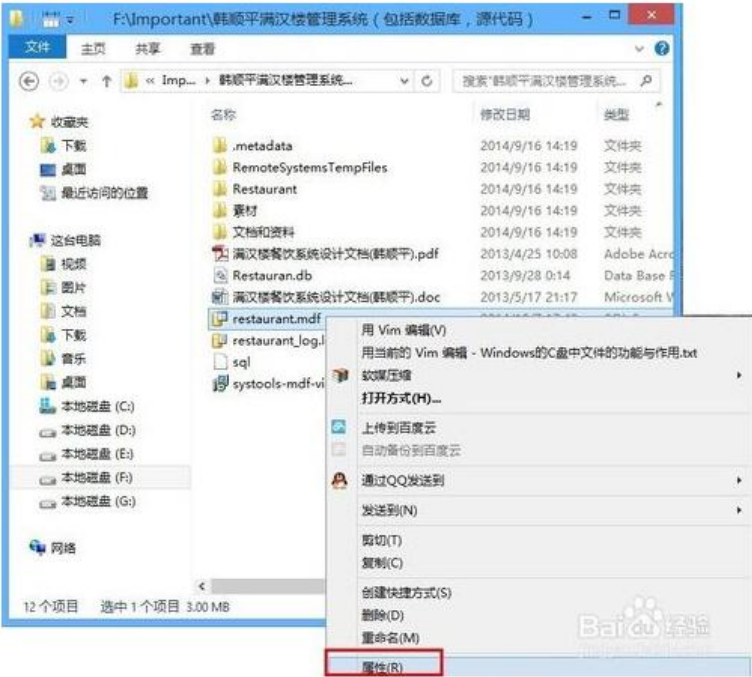 F:\Important\韩顺平满汉楼管理系统（包括数据库，源代码）
文件 主页 共享 查看
« Imp... 韩顺平满汉楼管理系统... 搜索"韩顺平满汉楼管理系统...
名称 修改日期 类型
收藏夹
下载
桌面
最近访问的位置
这台电脑
视频
图片
文档
下载
音乐
桌面
本地磁盘 (C:)
本地磁盘 (D:)
本地磁盘 (E:)
本地磁盘 (F:)
本地磁盘 (G:)
网络
.metadata 2014/9/16 14:19 文件夹
RemoteSystemsTempFiles 2014/9/16 14:19 文件夹
Restaurant 2014/9/16 14:19 文件夹
素材 2014/9/16 14:19 文件夹
文档和资料 2014/9/16 14:19 文件夹
满汉楼餐饮系统设计文档(韩顺平).pdf 2013/4/25 10:08 Adobe Acro
Restauran.db 2013/9/28 0:14 Data Base F
满汉楼餐饮系统设计文档(韩顺平).doc 2013/5/17 21:17 Microsoft W
restaurant.mdf
restaurant_log.l
sql
systools-mdf-vi
用 Vim 编辑(V)
用当前的 Vim 编辑 - Windows的C盘中文件的功能与作用.txt
软媒压缩
打开方式(H)...
上传到百度云
自动备份到百度云
通过QQ发送到
发送到(N)
剪切(T)
复制(C)
创建快捷方式(S)
删除(D)
重命名(M)
属性(R)
12 个项目 选中 1 个项目 3.00 MB
Baidu 经验